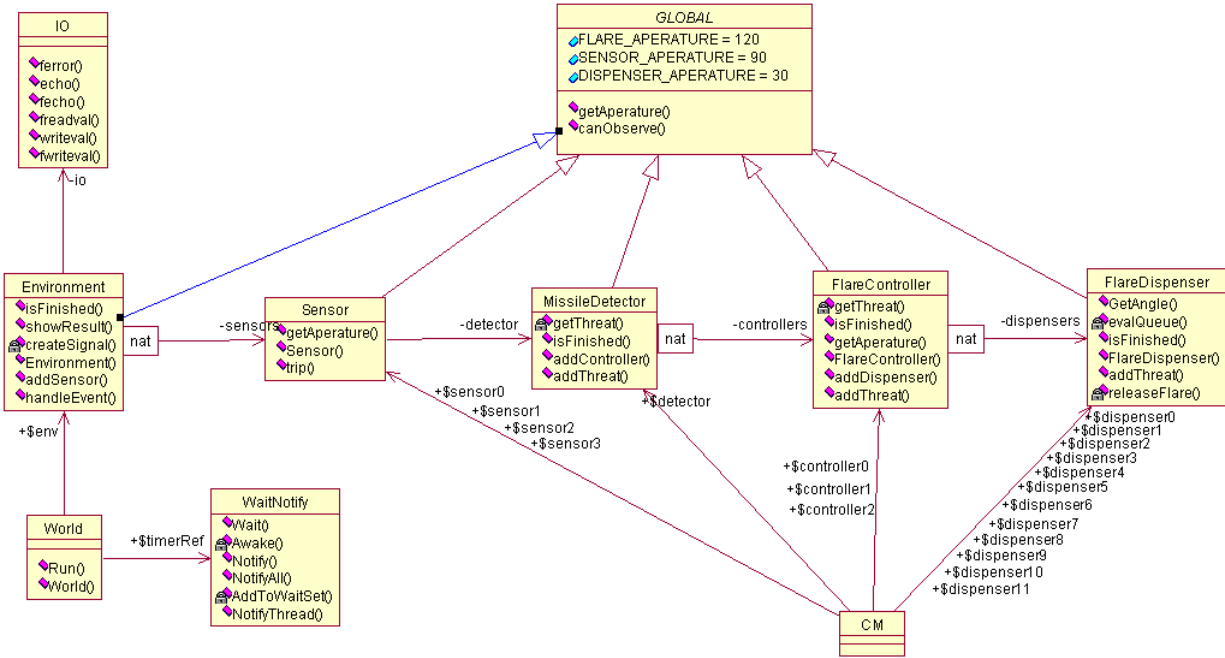 IO
ferror()
echo()
fecho()
freadval()
writeval()
fwriteval()
GLOBAL
FLARE_APERATURE = 120
SENSOR_APERATURE = 90
DISPENSER_APERATURE = 30
getAperature()
canObserve()
-io
Environment
isFinished()
showResult()
createSignal()
Environment()
addSensor()
handleEvent()
nat
-sensors
Sensor
getAperature()
Sensor()
trip()
-detector
MissileDetector
getThreat()
isFinished()
addController()
addThreat()
nat
-controllers
FlareController
getThreat()
isFinished()
getAperature()
FlareController()
addDispenser()
addThreat()
nat
-dispensers
FlareDispenser
GetAngle()
evalQueue()
isFinished()
FlareDispenser()
addThreat()
releaseFlare()
+$env
+$sensor0
+$sensor1
+$sensor2
+$sensor3
+$detector
+$controller0
+$controller1
+$controller2
+$dispenser0
+$dispenser1
+$dispenser2
+$dispenser3
+$dispenser4
+$dispenser5
+$dispenser6
+$dispenser7
+$dispenser8
+$dispenser9
+$dispenser10
+$dispenser11
World
Run()
World()
+$timerRef
WaitNotify
Wait()
Awake()
Notify()
NotifyAll()
AddToWaitSet()
NotifyThread()
CM